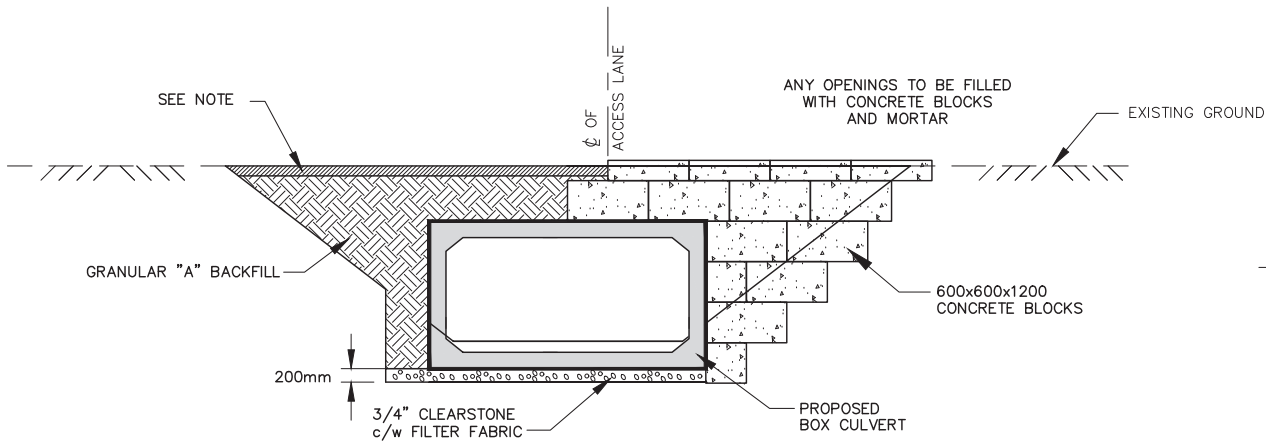 SEE NOTE
℄ OF
ACCESS LANE
ANY OPENINGS TO BE FILLED
WITH CONCRETE BLOCKS
AND MORTAR
EXISTING GROUND
GRANULAR "A" BACKFILL
600x600x1200
CONCRETE BLOCKS
200mm
3/4" CLEARSTONE
c/w FILTER FABRIC
PROPOSED
BOX CULVERT